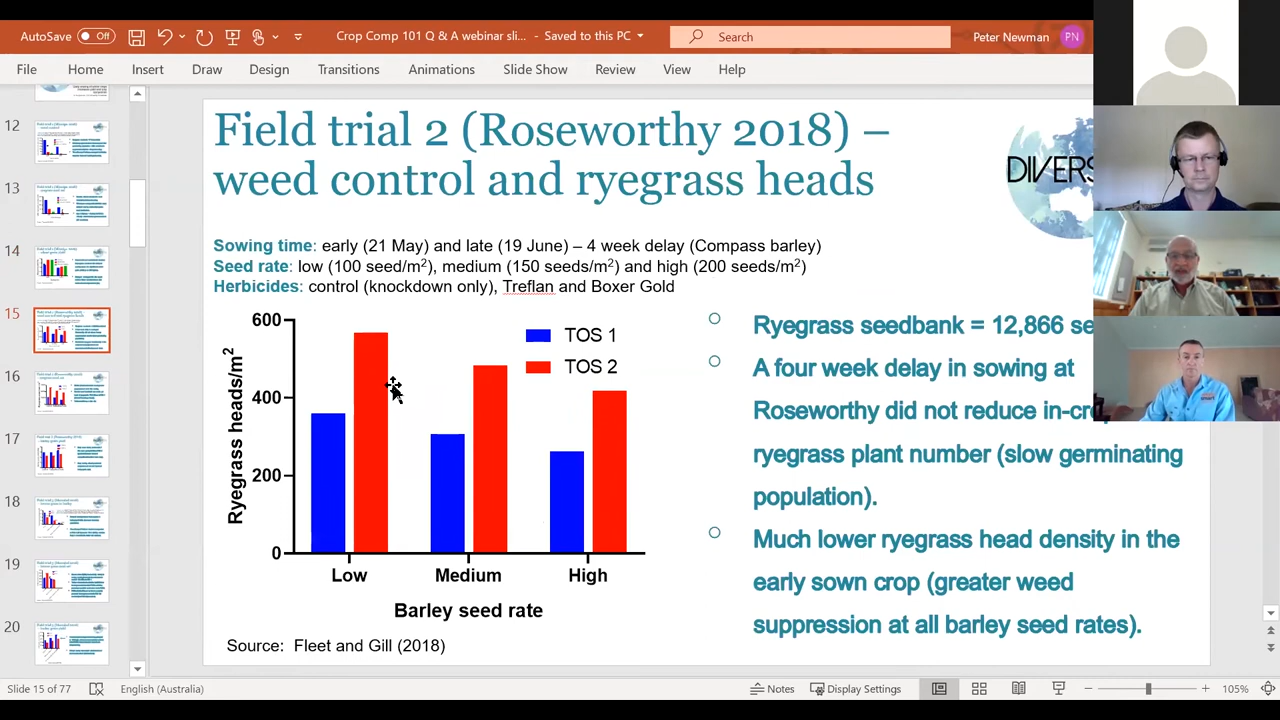 AutoSave Off Crop Comp 101 Q & A webinar sli... - Saved to this PC Search Peter Newman PN
File Home Insert Draw Design Transitions Animations Slide Show Review View Help
12
13
14
15
16
17
18
19
20
Field trial 2 (Roseworthy 2018) –
weed control and ryegrass heads
DIVERS
Sowing time: early (21 May) and late (19 June) – 4 week delay (Compass barley)
Seed rate: low (100 seed/m²), medium (150 seeds/m²) and high (200 seeds/m²)
Herbicides: control (knockdown only), Treflan and Boxer Gold
Ryegrass heads/m²
600
400
200
0
TOS 1
TOS 2
Low Medium High
Barley seed rate
Source: Fleet and Gill (2018)
Ryegrass seedbank = 12,866 se
A four week delay in sowing at
Roseworthy did not reduce in-cr
ryegrass plant number (slow germinating
population).
Much lower ryegrass head density in the
early sown crop (greater weed
suppression at all barley seed rates).
Slide 15 of 77 English (Australia) Notes Display Settings 105%